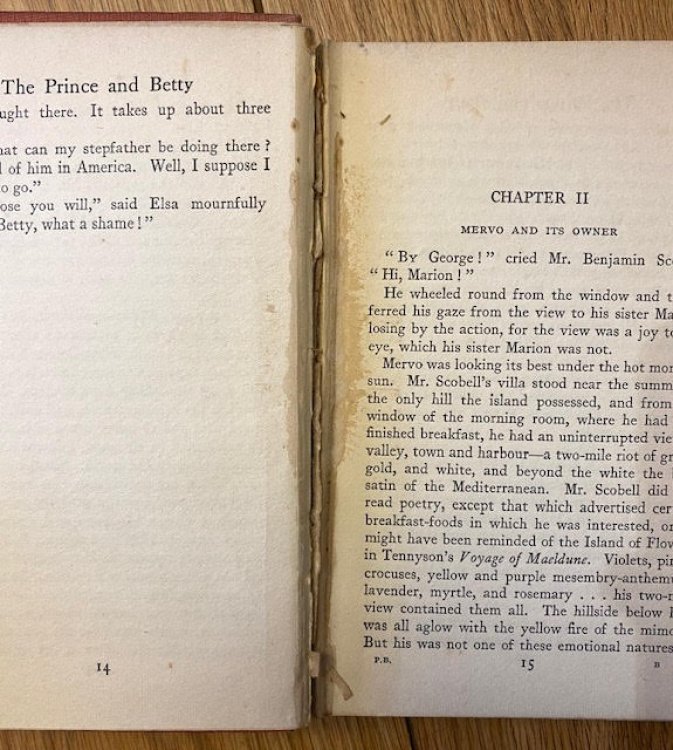 The Prince and Betty
ught there. It takes up about three
hat can my stepfather be doing there?
l of him in America. Well, I suppose I
o go."
ose you will," said Elsa mournfully
Betty, what a shame!"
14
CHAPTER II
MERVO AND ITS OWNER
"By George!" cried Mr. Benjamin Sc
"Hi, Marion!"
He wheeled round from the window and t
ferred his gaze from the view to his sister Ma
losing by the action, for the view was a joy to
eye, which his sister Marion was not.
Mervo was looking its best under the hot mor
sun. Mr. Scobell's villa stood near the summ
the only hill the island possessed, and from
window of the morning room, where he had
finished breakfast, he had an uninterrupted vie
valley, town and harbour—a two-mile riot of gr
gold, and white, and beyond the white the
satin of the Mediterranean. Mr. Scobell did
read poetry, except that which advertised cer
breakfast-foods in which he was interested, or
might have been reminded of the Island of Flow
in Tennyson's Voyage of Maeldune. Violets, pin
crocuses, yellow and purple mesembry-anthemu
lavender, myrtle, and rosemary . . . his two-m
view contained them all. The hillside below
was all aglow with the yellow fire of the mimo
But his was not one of these emotional natures
P.B. 15 B